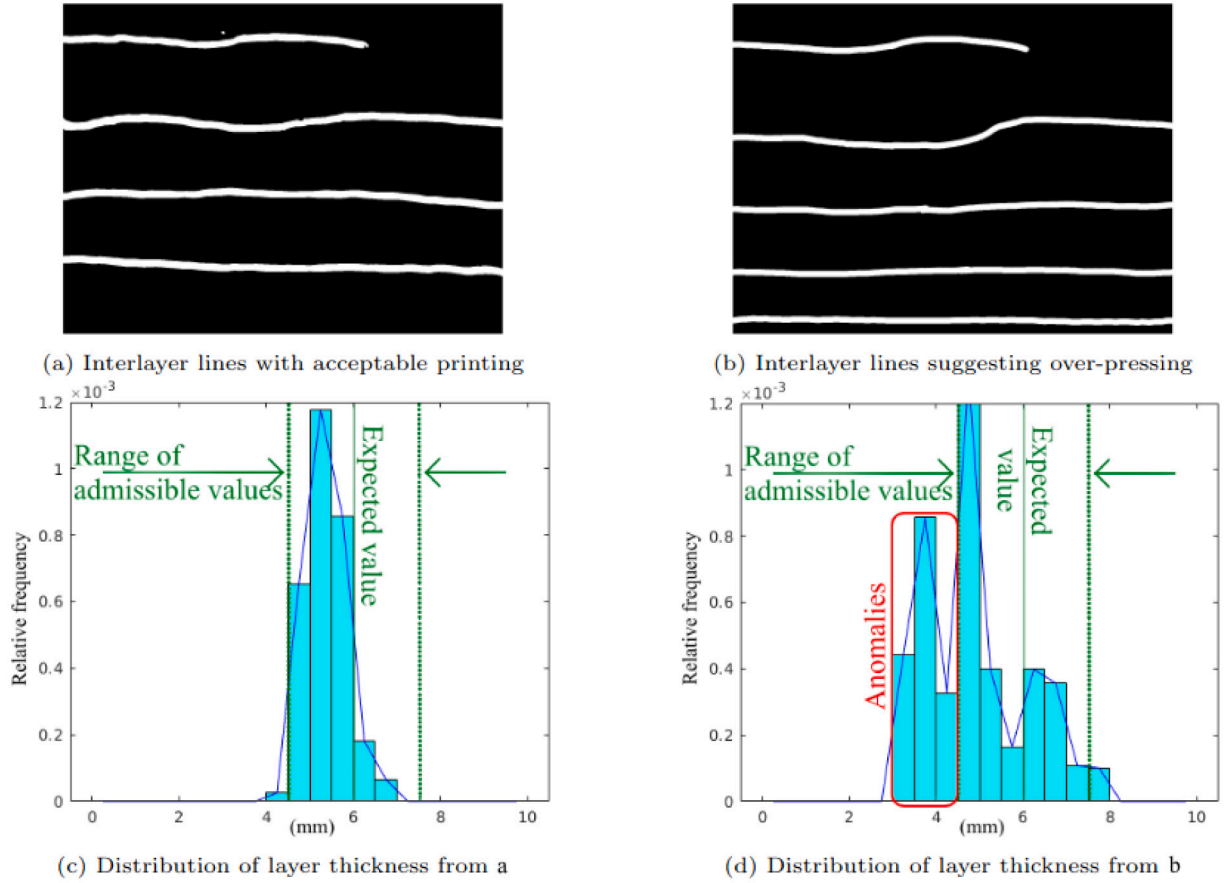 (a) Interlayer lines with acceptable printing
(b) Interlayer lines suggesting over-pressing
×10⁻³
1.2
1
0.8
0.6
0.4
0.2
0
Relative frequency
Range of
admissible values
Expected value
0
2
4
6
8
10
(mm)
×10⁻³
1.2
1
0.8
0.6
0.4
0.2
0
Relative frequency
Range of
admissible values
Expected
value
Anomalies
0
2
4
6
8
10
(mm)
(c) Distribution of layer thickness from a
(d) Distribution of layer thickness from b